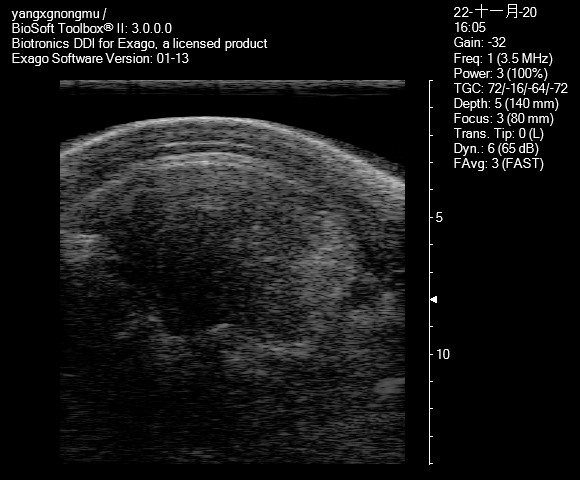 yangxgnongmu /
BioSoft Toolbox® II: 3.0.0.0
Biotronics DDI for Exago, a licensed product
Exago Software Version: 01-13
22-十一月-20
16:05
Gain: -32
Freq: 1 (3.5 MHz)
Power: 3 (100%)
TGC: 72/-16/-64/-72
Depth: 5 (140 mm)
Focus: 3 (80 mm)
Trans. Tip: 0 (L)
Dyn.: 6 (65 dB)
FAvg: 3 (FAST)
5
10